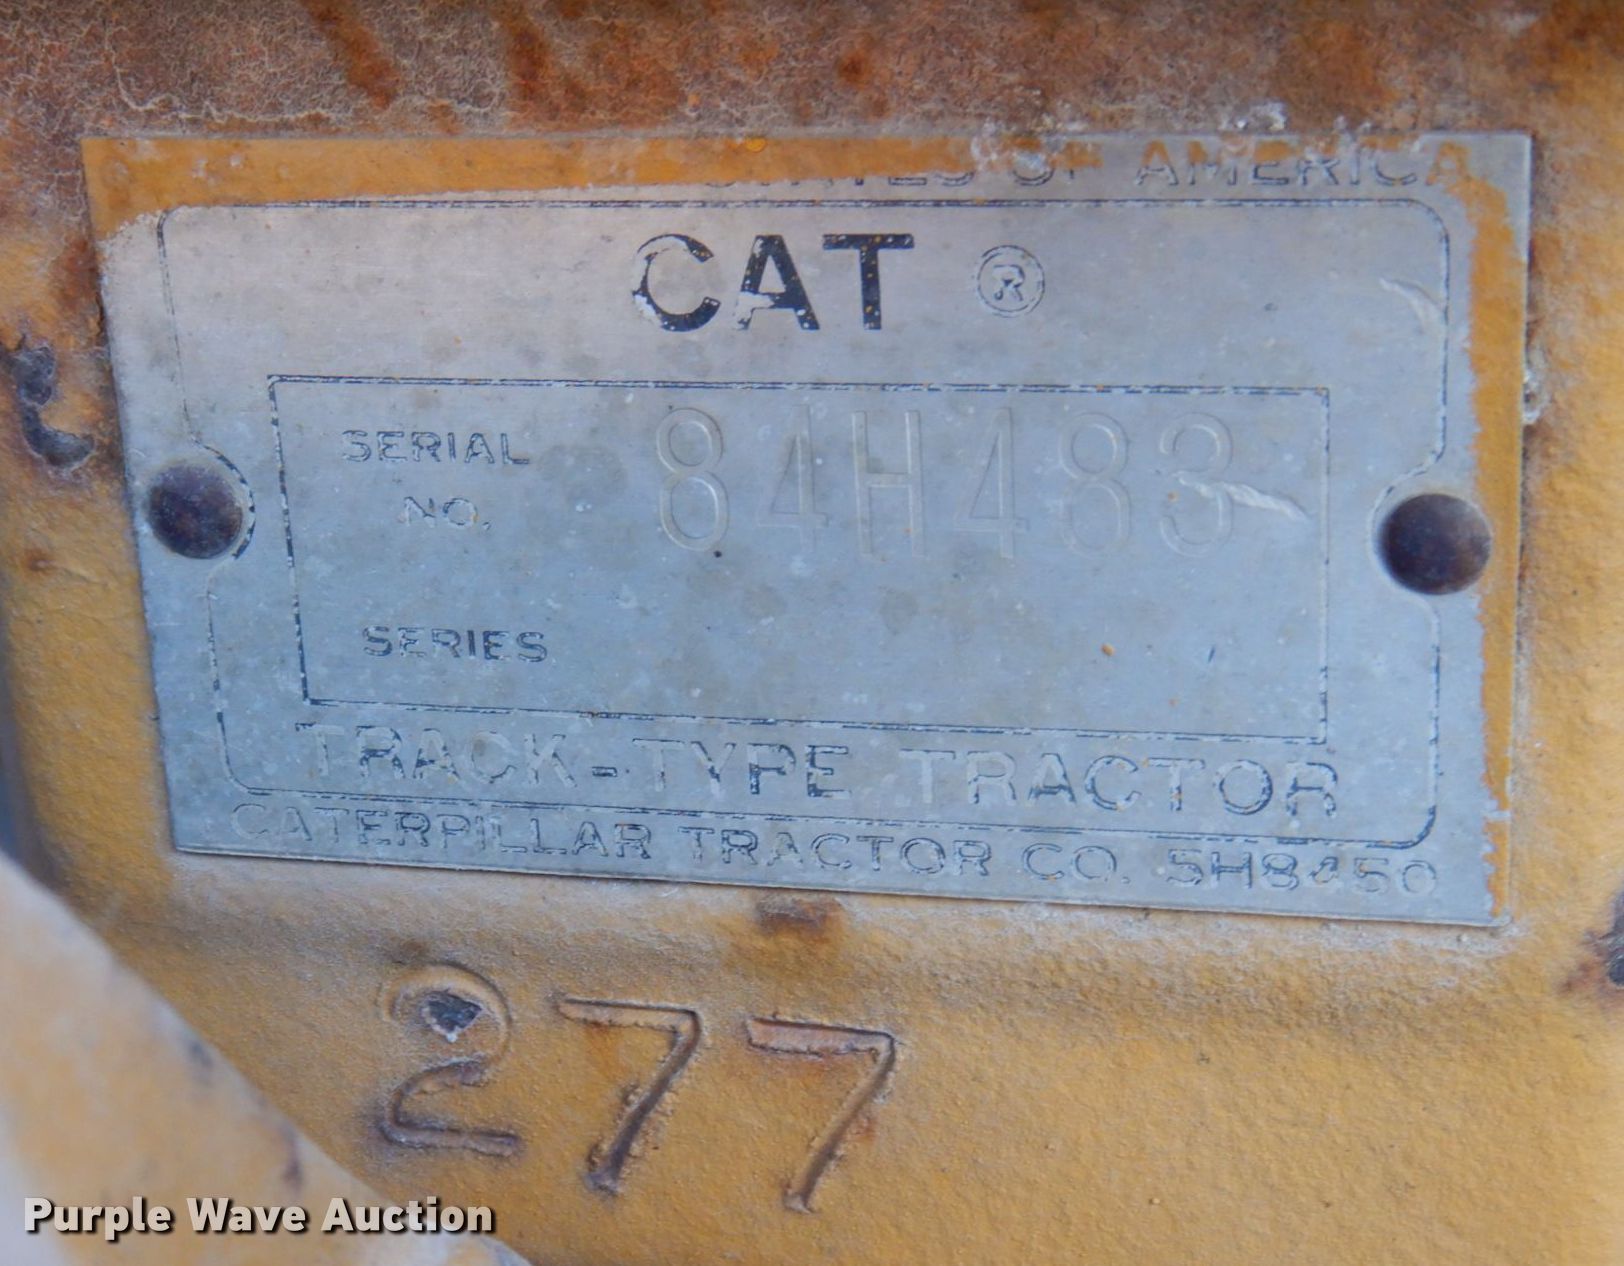 STATES OF AMERICA
CAT ®
SERIAL NO. 84H483
SERIES
TRACK-TYPE TRACTOR
CATERPILLAR TRACTOR CO. 5H8450
277
Purple Wave Auction